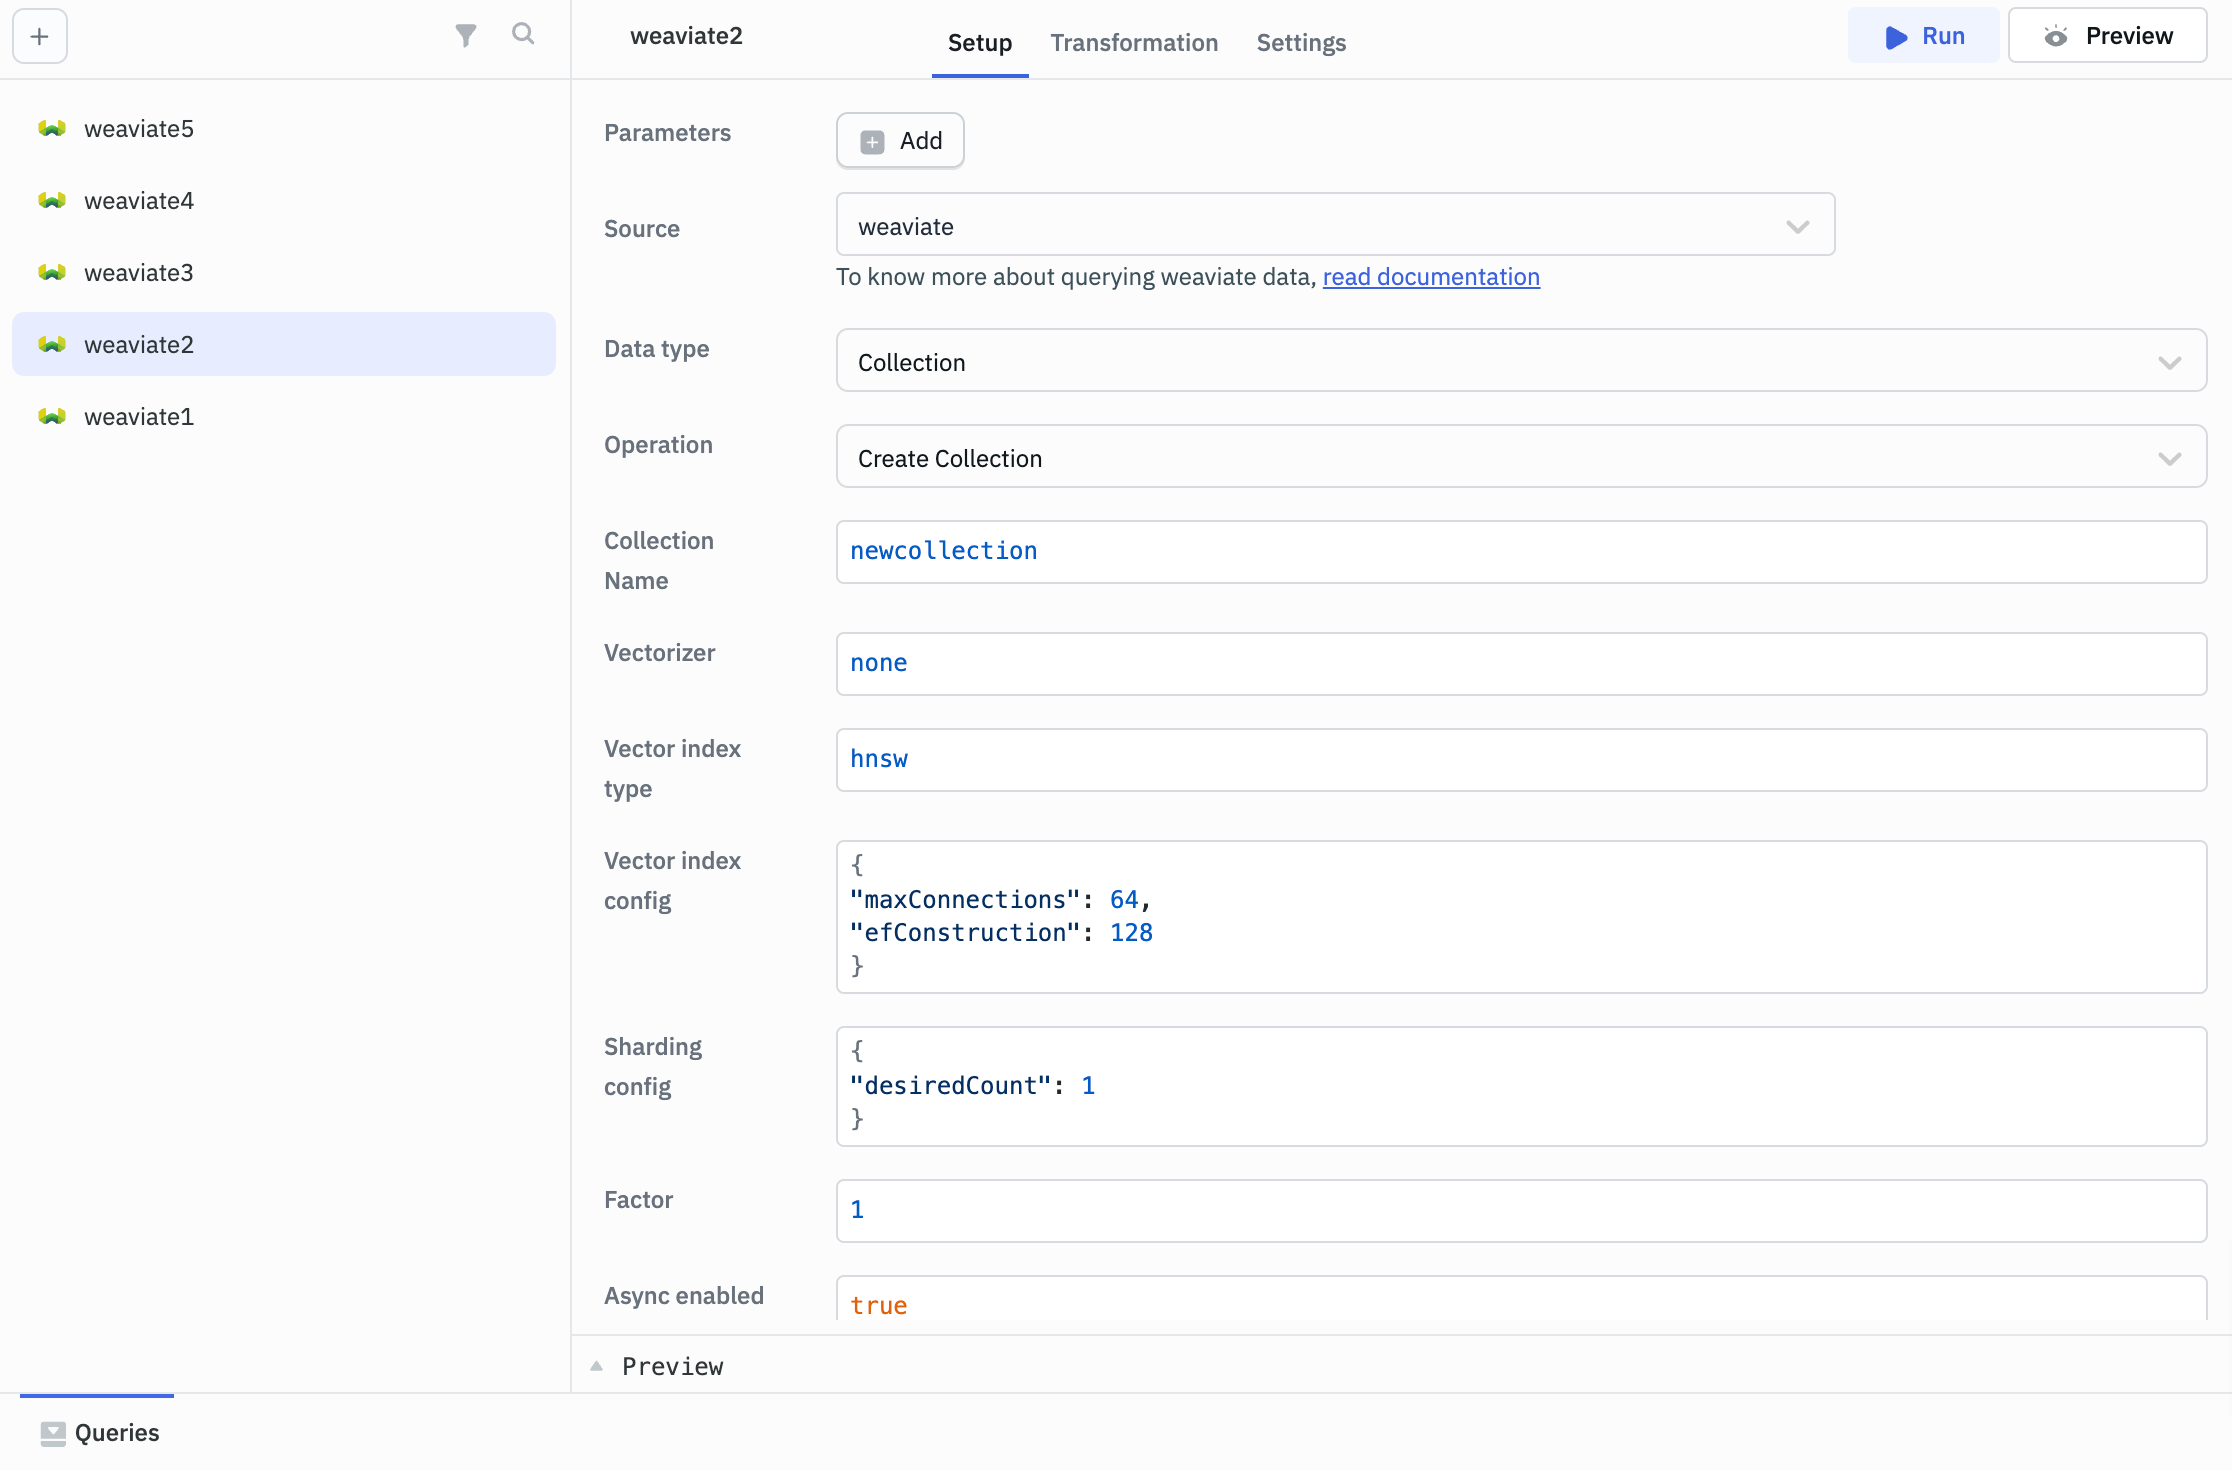 weaviate2
Setup
Transformation
Settings
Run
Preview
weaviate5
weaviate4
weaviate3
weaviate2
weaviate1
Parameters
Add
Source
weaviate
To know more about querying weaviate data, read documentation
Data type
Collection
Operation
Create Collection
Collection
Name
newcollection
Vectorizer
none
Vector index
type
hnsw
Vector index
config
{
"maxConnections": 64,
"efConstruction": 128
}
Sharding
config
{
"desiredCount": 1
}
Factor
1
Async enabled
true
Preview
Queries